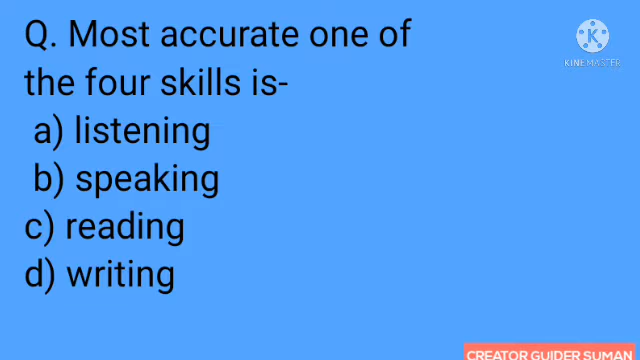 Q. Most accurate one of
the four skills is-
a) listening
b) speaking
c) reading
d) writing
K
KINEMASTER
CREATOR GUIDER SUMAN